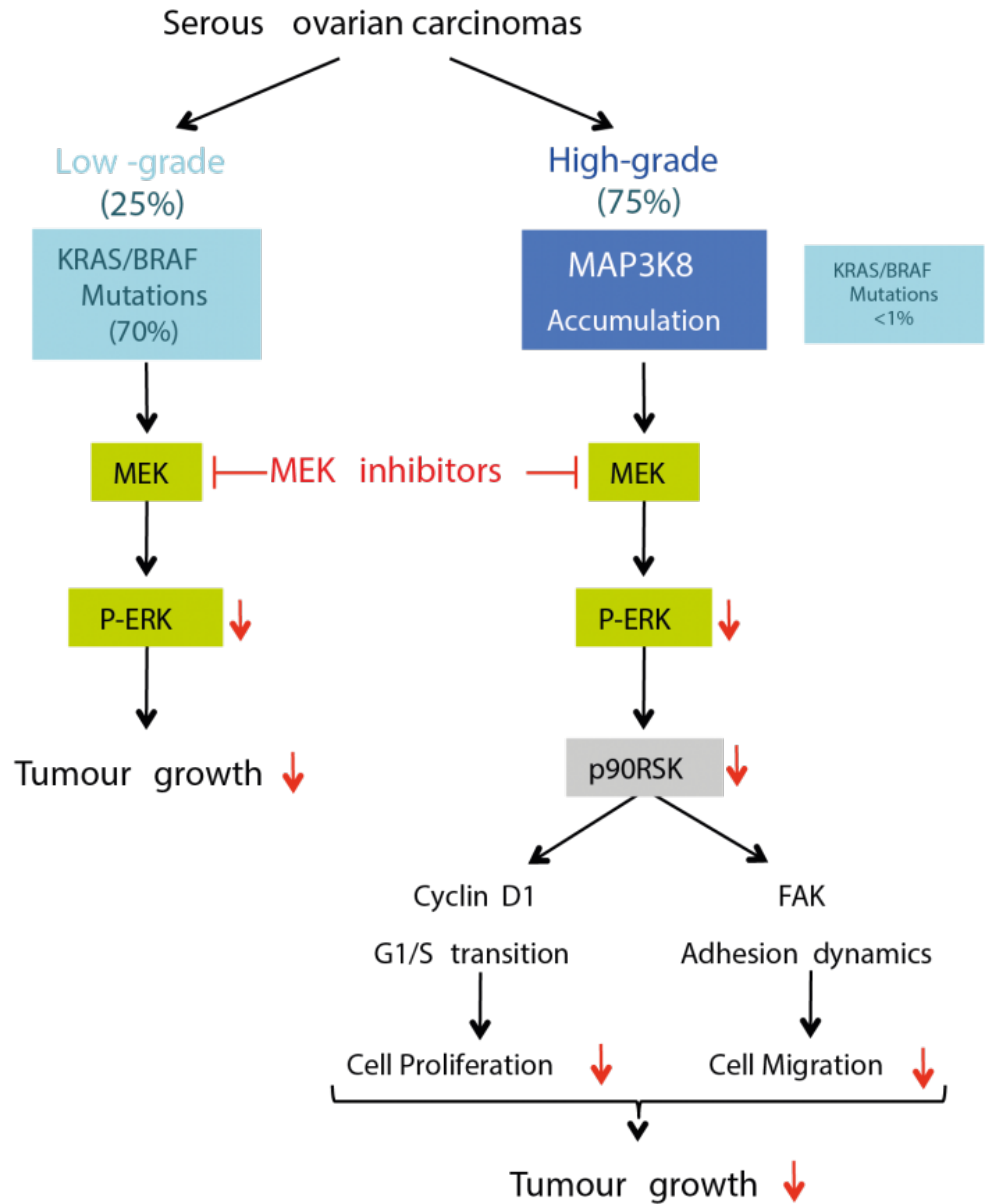 Serous ovarian carcinomas
Low -grade
(25%)
High-grade
(75%)
KRAS/BRAF
Mutations
(70%)
MAP3K8
Accumulation
KRAS/BRAF
Mutations
<1%
MEK
MEK inhibitors
MEK
P-ERK
P-ERK
Tumour growth
p90RSK
Cyclin D1
FAK
G1/S transition
Adhesion dynamics
Cell Proliferation
Cell Migration
Tumour growth